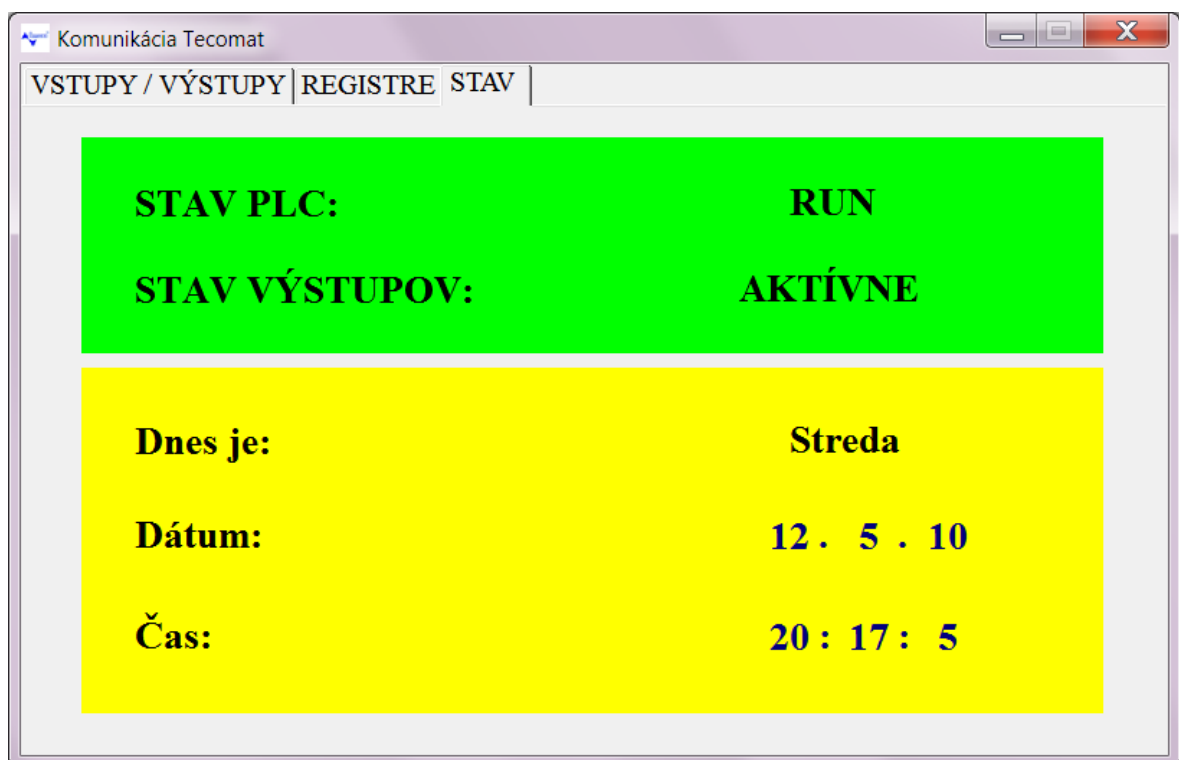 Komunikácia Tecomat
VSTUPY / VÝSTUPY REGISTRE STAV
STAV PLC: RUN
STAV VÝSTUPOV: AKTÍVNE
Dnes je: Streda
Dátum: 12 . 5 . 10
Čas: 20 : 17 : 5